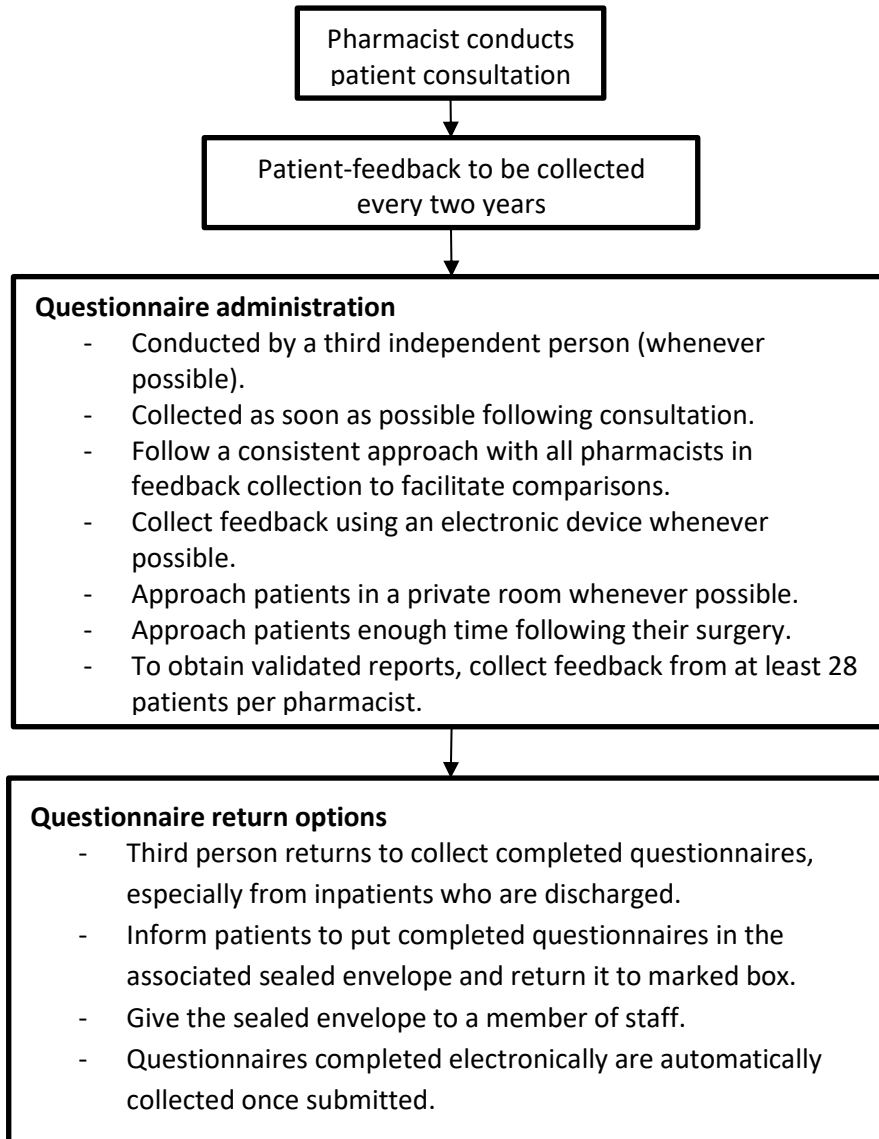 Pharmacist conducts
patient consultation
Patient-feedback to be collected
every two years
Questionnaire administration
- Conducted by a third independent person (whenever
possible).
- Collected as soon as possible following consultation.
- Follow a consistent approach with all pharmacists in
feedback collection to facilitate comparisons.
- Collect feedback using an electronic device whenever
possible.
- Approach patients in a private room whenever possible.
- Approach patients enough time following their surgery.
- To obtain validated reports, collect feedback from at least 28
patients per pharmacist.
Questionnaire return options
- Third person returns to collect completed questionnaires,
especially from inpatients who are discharged.
- Inform patients to put completed questionnaires in the
associated sealed envelope and return it to marked box.
- Give the sealed envelope to a member of staff.
- Questionnaires completed electronically are automatically
collected once submitted.